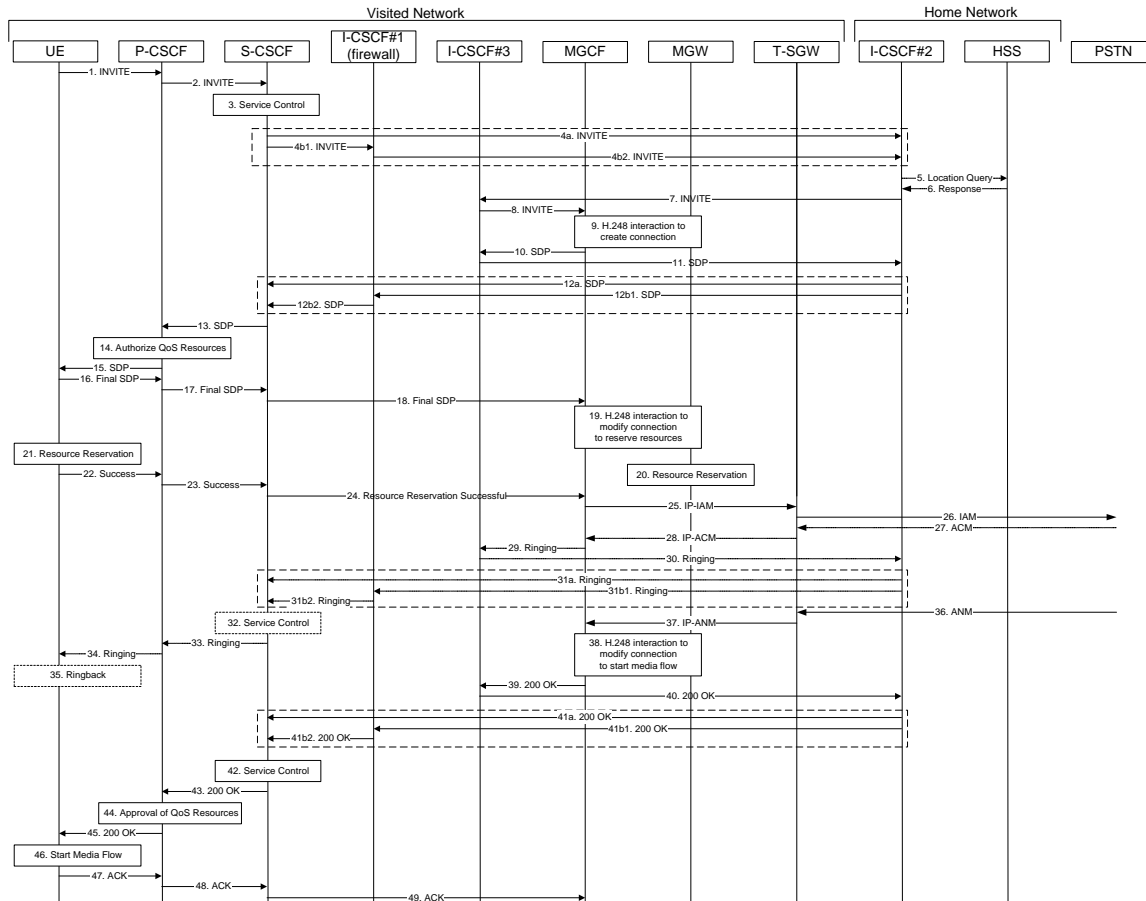 Visited Network
Home Network
UE
P-CSCF
S-CSCF
I-CSCF#1
(firewall)
I-CSCF#3
MGCF
MGW
T-SGW
I-CSCF#2
HSS
PSTN
1. INVITE
2. INVITE
3. Service Control
4a. INVITE
4b1. INVITE
4b2. INVITE
5. Location Query
6. Response
7. INVITE
8. INVITE
9. H.248 interaction to
create connection
10. SDP
11. SDP
12a. SDP
12b1. SDP
12b2. SDP
13. SDP
14. Authorize QoS Resources
15. SDP
16. Final SDP
17. Final SDP
18. Final SDP
19. H.248 interaction to
modify connection
to reserve resources
21. Resource Reservation
20. Resource Reservation
22. Success
23. Success
24. Resource Reservation Successful
25. IP-IAM
26. IAM
27. ACM
28. IP-ACM
29. Ringing
30. Ringing
31a. Ringing
31b1. Ringing
31b2. Ringing
36. ANM
32. Service Control
37. IP-ANM
33. Ringing
38. H.248 interaction to
modify connection
to start media flow
34. Ringing
35. Ringback
39. 200 OK
40. 200 OK
41a. 200 OK
41b1. 200 OK
41b2. 200 OK
42. Service Control
43. 200 OK
44. Approval of QoS Resources
45. 200 OK
46. Start Media Flow
47. ACK
48. ACK
49. ACK